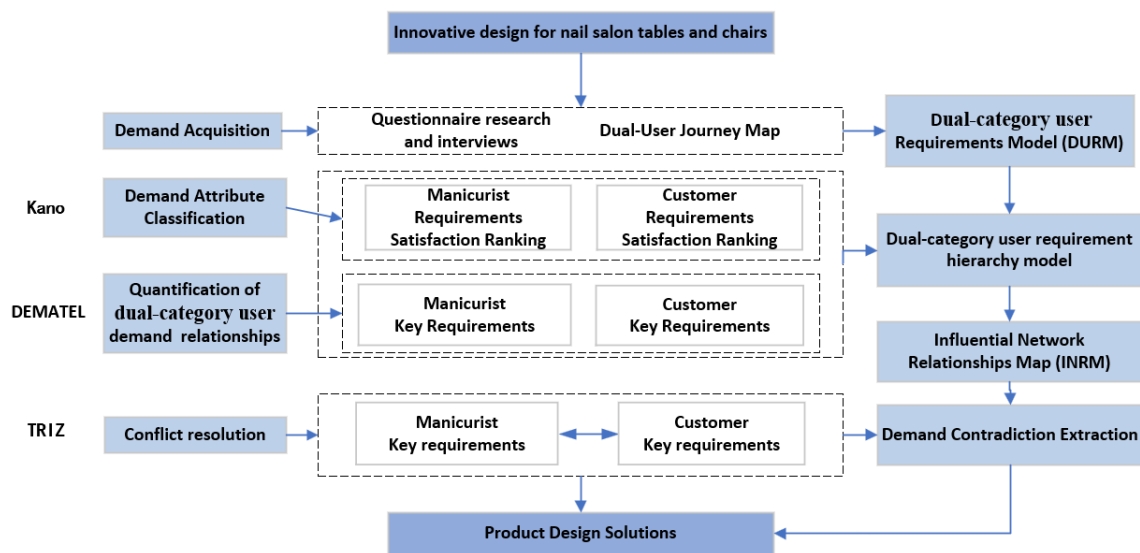 Innovative design for nail salon tables and chairs
Demand Acquisition
Questionnaire research
and interviews
Dual-User Journey Map
Dual-category user
Requirements Model (DURM)
Kano
Demand Attribute
Classification
Manicurist
Requirements
Satisfaction Ranking
Customer
Requirements
Satisfaction Ranking
Dual-category user requirement
hierarchy model
DEMATEL
Quantification of
dual-category user
demand relationships
Manicurist
Key Requirements
Customer
Key Requirements
Influential Network
Relationships Map (INRM)
TRIZ
Conflict resolution
Manicurist
Key requirements
Customer
Key requirements
Demand Contradiction Extraction
Product Design Solutions